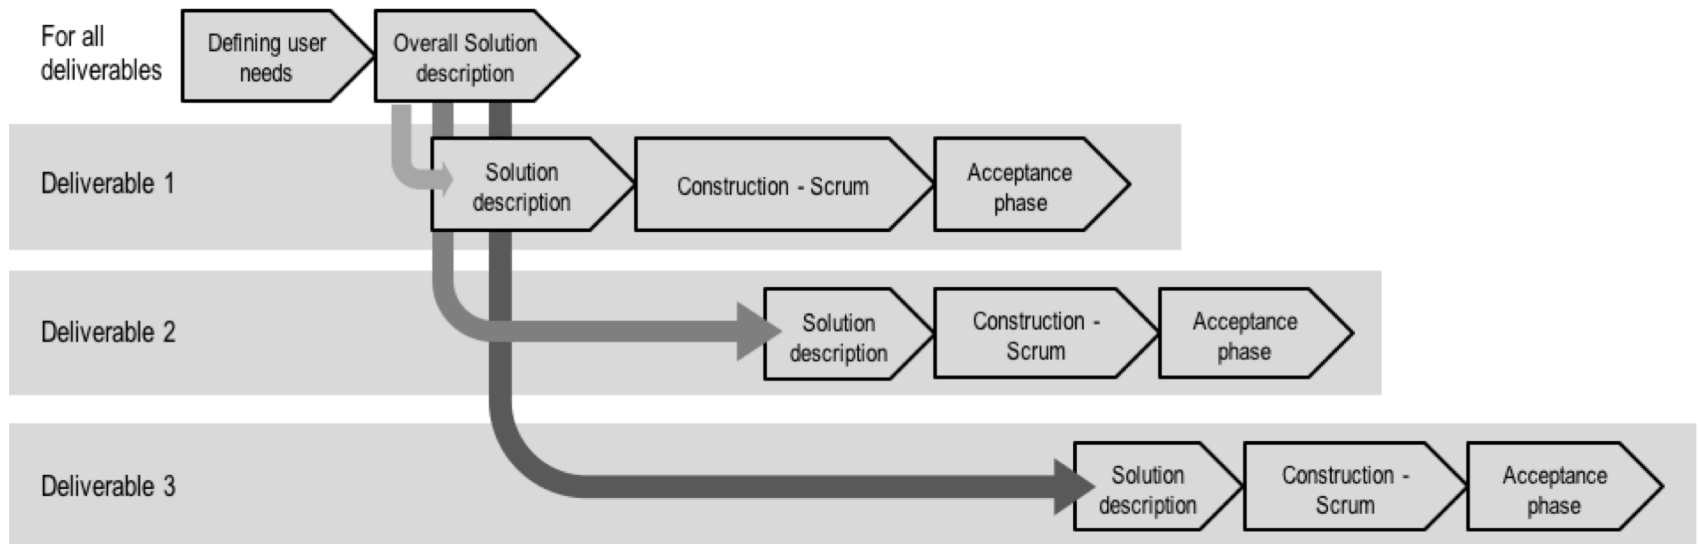 For all
deliverables
Defining user
needs
Overall Solution
description
Deliverable 1
Solution
description
Construction - Scrum
Acceptance
phase
Deliverable 2
Solution
description
Construction -
Scrum
Acceptance
phase
Deliverable 3
Solution
description
Construction -
Scrum
Acceptance
phase